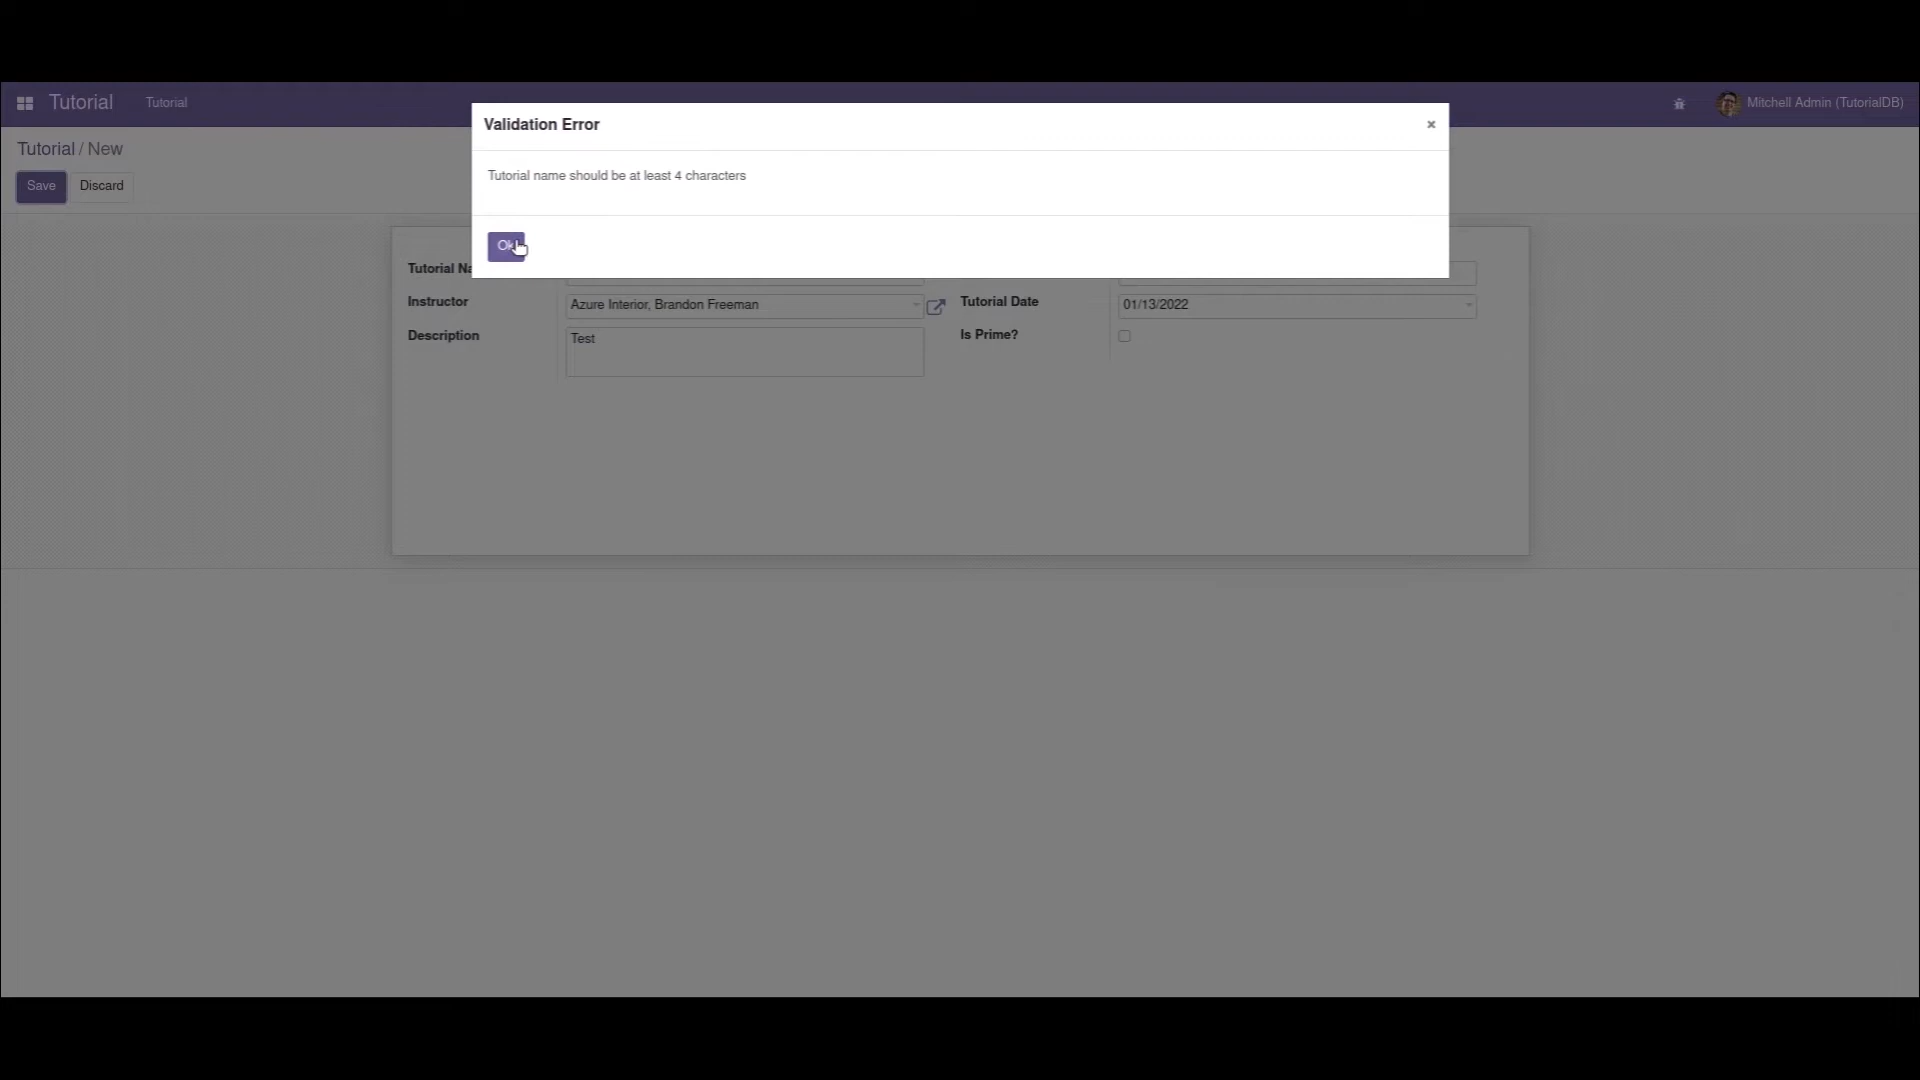 Tutorial Tutorial Mitchell Admin (TutorialDB)
Validation Error ×
Tutorial / New
Tutorial name should be at least 4 characters
Save Discard
Ok
Tutorial
Instructor Azure Interior, Brandon Freeman Tutorial Date 01/13/2022
Description Test Is Prime?